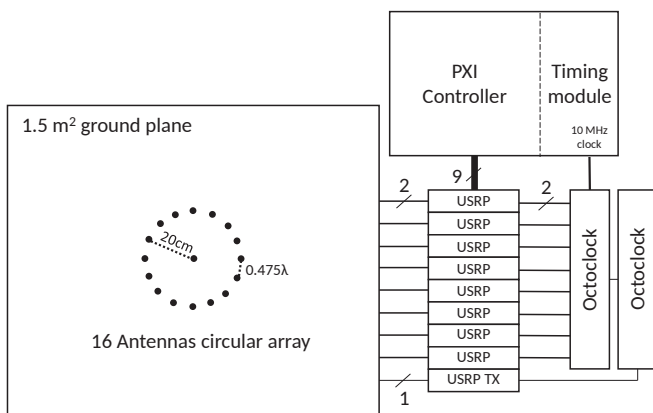 PXI
Controller
Timing
module
10 MHz
clock
1.5 m² ground plane
20cm
0.475λ
16 Antennas circular array
2
9
2
USRP
USRP
USRP
USRP
USRP
USRP
USRP
USRP
USRP TX
1
Octoclock
Octoclock